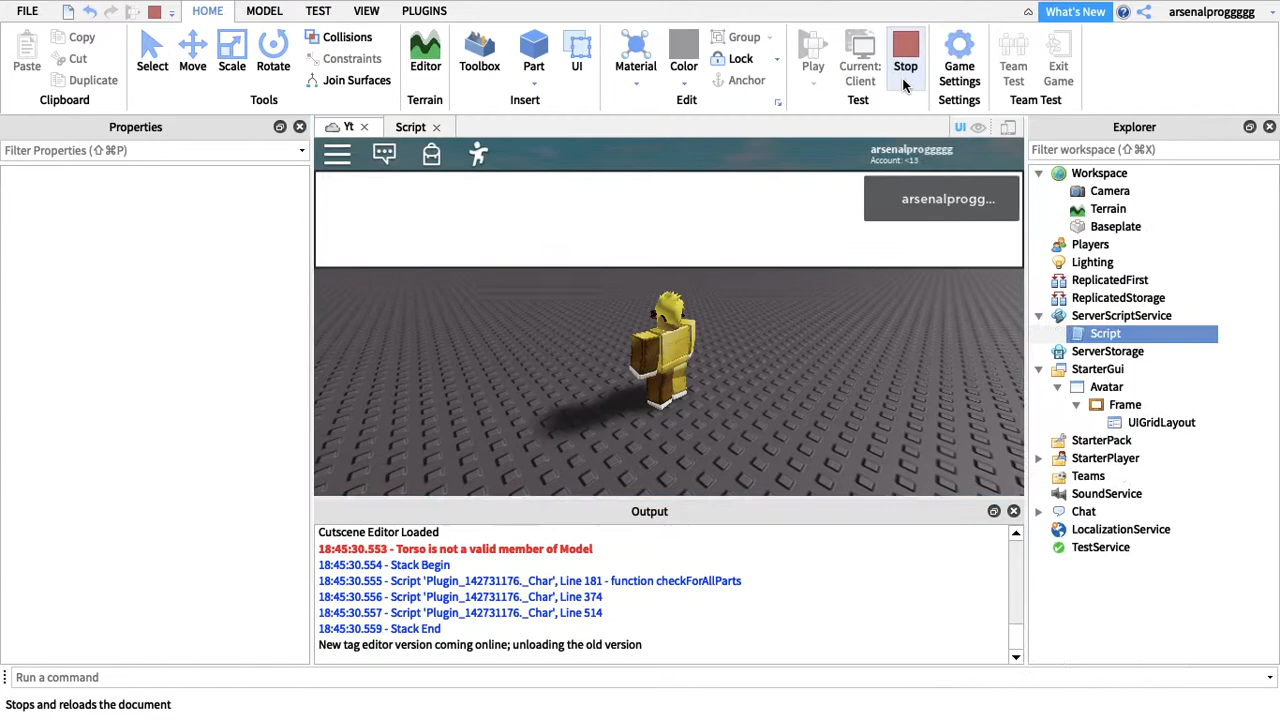 FILE HOME MODEL TEST VIEW PLUGINS What's New ? arsenalproggggg
Paste Copy Cut Duplicate Select Move Scale Rotate Collisions Constraints Join Surfaces Editor Toolbox Part UI Material Color Group Lock Anchor Play Current: Client Stop Game Settings Team Test Exit Game
Clipboard Tools Terrain Insert Edit Test Settings Team Test
Properties
Filter Properties (⇧⌘P)
Yt Script UI
arsenalproggggg
Account: <13
arsenalprogg...
Output
Cutscene Editor Loaded
18:45:30.553 - Torso is not a valid member of Model
18:45:30.554 - Stack Begin
18:45:30.555 - Script 'Plugin_142731176._Char', Line 181 - function checkForAllParts
18:45:30.556 - Script 'Plugin_142731176._Char', Line 374
18:45:30.557 - Script 'Plugin_142731176._Char', Line 514
18:45:30.559 - Stack End
New tag editor version coming online; unloading the old version
Explorer
Filter workspace (⇧⌘X)
Workspace
Camera
Terrain
Baseplate
Players
Lighting
ReplicatedFirst
ReplicatedStorage
ServerScriptService
Script
ServerStorage
StarterGui
Avatar
Frame
UIGridLayout
StarterPack
StarterPlayer
Teams
SoundService
Chat
LocalizationService
TestService
Run a command
Stops and reloads the document